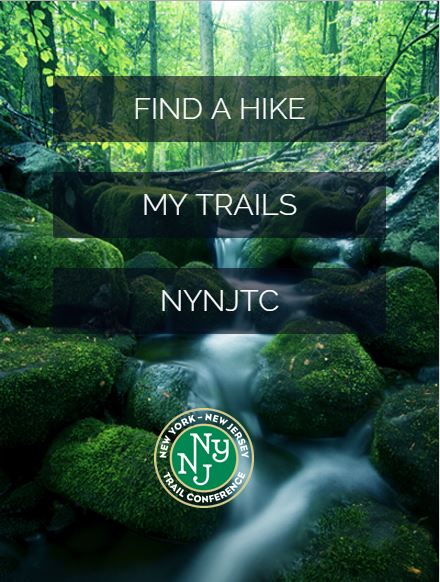 FIND A HIKE
MY TRAILS
NYNJTC
NEW YORK - NEW JERSEY
NY
NJ
TRAIL CONFERENCE